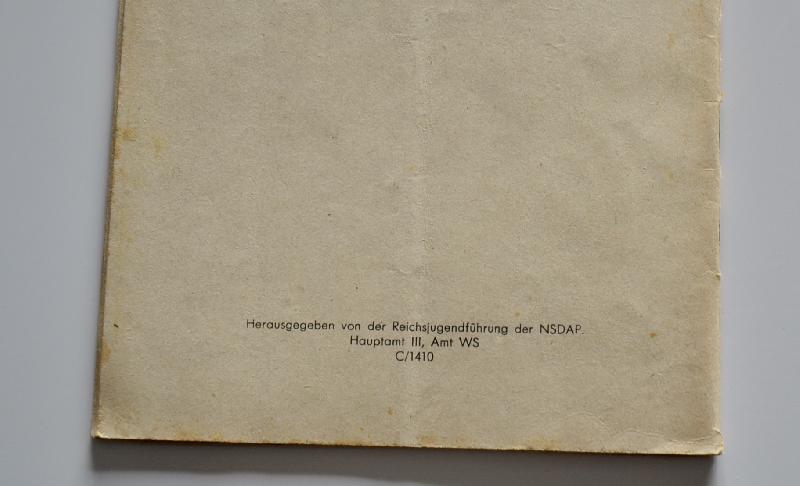 Herausgegeben von der Reichsjugendführung der NSDAP.
Hauptamt III, Amt WS
C/1410